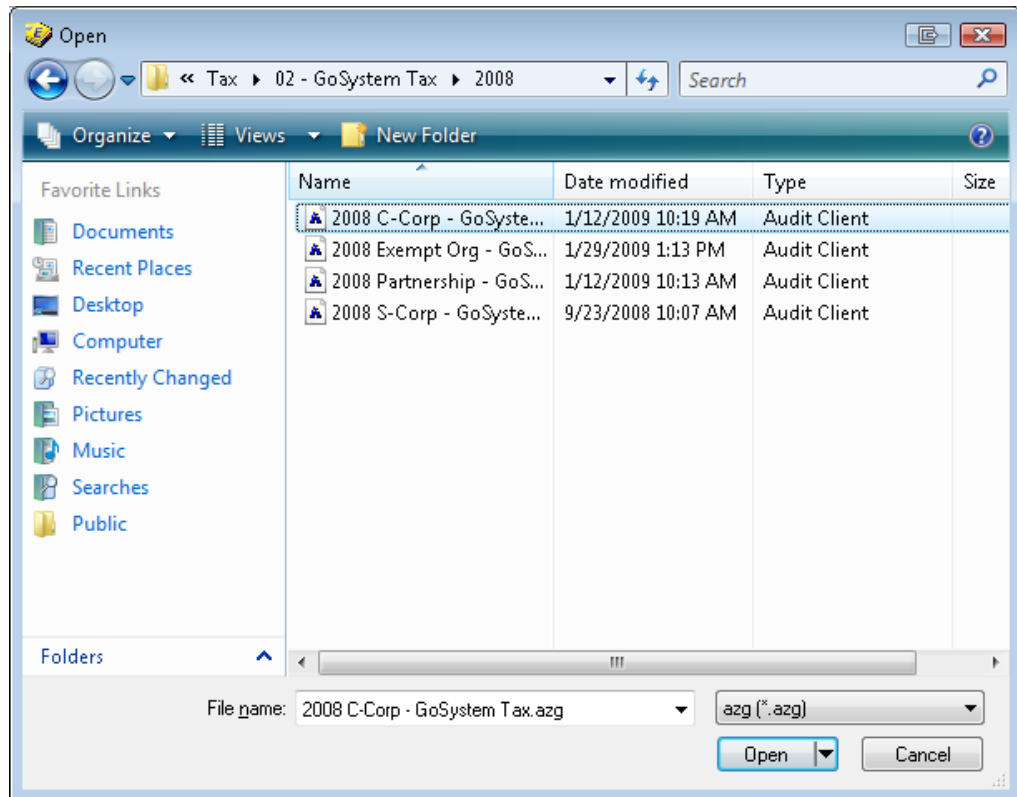 Open
« Tax ▸ 02 - GoSystem Tax ▸ 2008 Search
Organize Views New Folder
Favorite Links
Documents
Recent Places
Desktop
Computer
Recently Changed
Pictures
Music
Searches
Public
Folders
Name Date modified Type Size
2008 C-Corp - GoSyste... 1/12/2009 10:19 AM Audit Client
2008 Exempt Org - GoS... 1/29/2009 1:13 PM Audit Client
2008 Partnership - GoS... 1/12/2009 10:13 AM Audit Client
2008 S-Corp - GoSyste... 9/23/2008 10:07 AM Audit Client
File name: 2008 C-Corp - GoSystem Tax.azg azg (*.azg)
Open Cancel